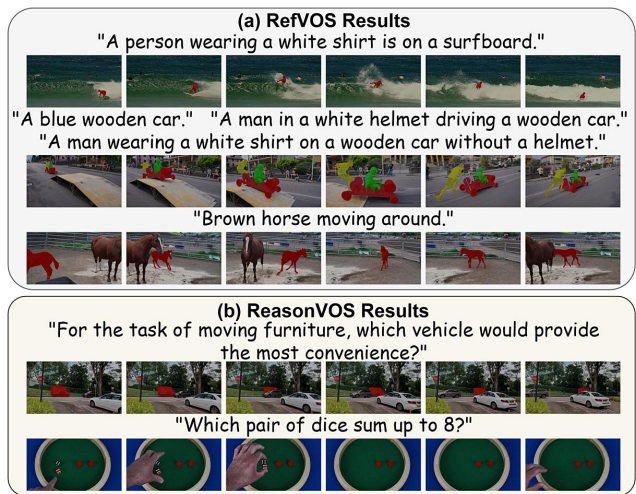 (a) RefVOS Results
"A person wearing a white shirt is on a surfboard."
"A blue wooden car." "A man in a white helmet driving a wooden car."
"A man wearing a white shirt on a wooden car without a helmet."
"Brown horse moving around."
(b) ReasonVOS Results
"For the task of moving furniture, which vehicle would provide
the most convenience?"
"Which pair of dice sum up to 8?"